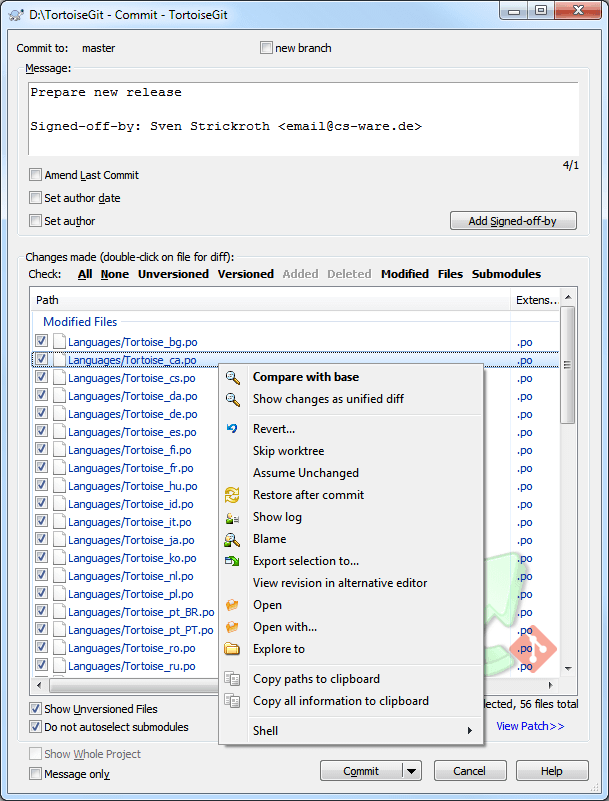 D:\TortoiseGit - Commit - TortoiseGit
Commit to: master new branch
Message:
Prepare new release
Signed-off-by: Sven Strickroth <email@cs-ware.de>
4/1
Amend Last Commit
Set author date
Set author
Add Signed-off-by
Changes made (double-click on file for diff):
Check: All None Unversioned Versioned Added Deleted Modified Files Submodules
Path Extens...
Modified Files
Languages/Tortoise_bg.po .po
Languages/Tortoise_ca.po .po
Languages/Tortoise_cs.po .po
Languages/Tortoise_da.po .po
Languages/Tortoise_de.po .po
Languages/Tortoise_es.po .po
Languages/Tortoise_fi.po .po
Languages/Tortoise_fr.po .po
Languages/Tortoise_hu.po .po
Languages/Tortoise_id.po .po
Languages/Tortoise_it.po .po
Languages/Tortoise_ja.po .po
Languages/Tortoise_ko.po .po
Languages/Tortoise_nl.po .po
Languages/Tortoise_pl.po .po
Languages/Tortoise_pt_BR.po .po
Languages/Tortoise_pt_PT.po .po
Languages/Tortoise_ro.po .po
Languages/Tortoise_ru.po .po
Compare with base
Show changes as unified diff
Revert...
Skip worktree
Assume Unchanged
Restore after commit
Show log
Blame
Export selection to...
View revision in alternative editor
Open
Open with...
Explore to
Copy paths to clipboard
Copy all information to clipboard
Shell
Show Unversioned Files
56 files total
Do not autoselect submodules
View Patch>>
Show Whole Project
Message only
Commit Cancel Help